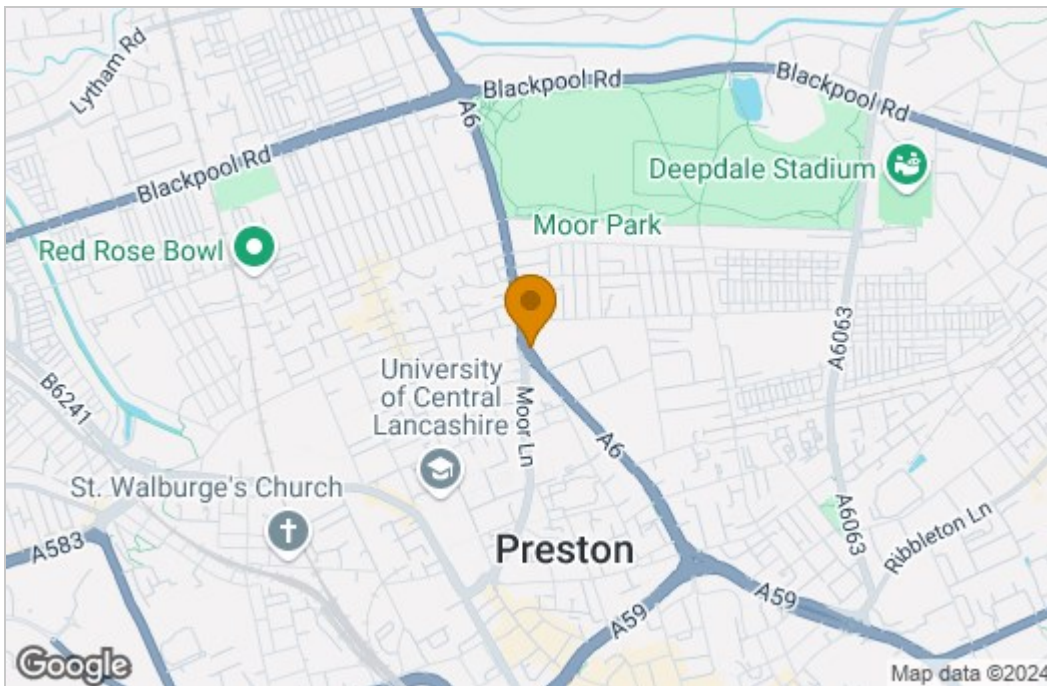 Lytham Rd
Blackpool Rd
Blackpool Rd
A6
Blackpool Rd
Deepdale Stadium
Moor Park
Red Rose Bowl
A6063
B6241
University
of Central
Lancashire
Moor Ln
A6
St. Walburge's Church
A583
Preston
A6063
Ribbleton Ln
A59
A59
Google
Map data ©2024